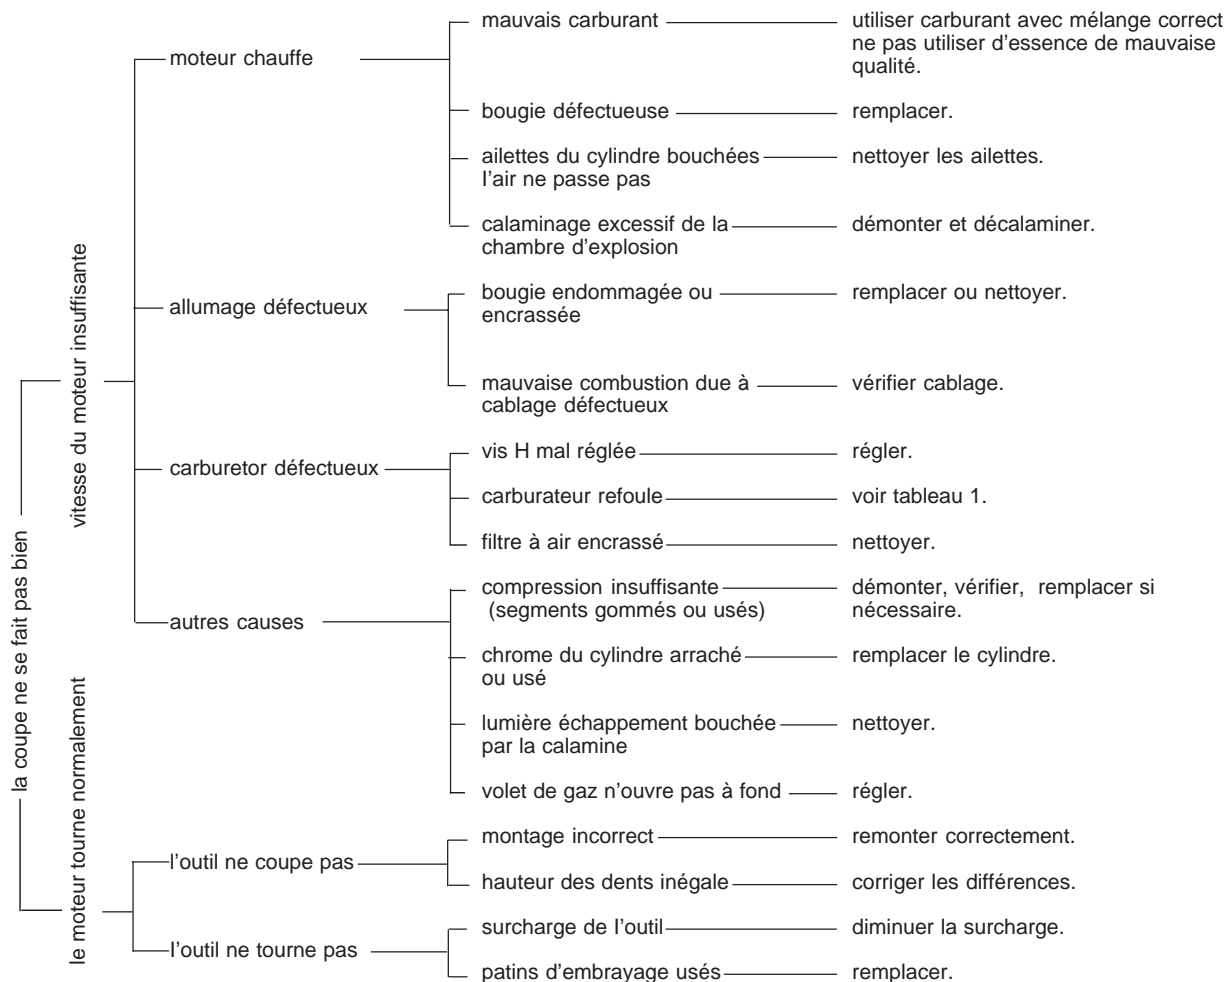 la coupe ne se fait pas bien
vitesse du moteur insuffisante
moteur chauffe
mauvais carburant
utiliser carburant avec mélange correct
ne pas utiliser d'essence de mauvaise
qualité.
bougie défectueuse
remplacer.
ailettes du cylindre bouchées
l'air ne passe pas
nettoyer les ailettes.
calaminage excessif de la
chambre d'explosion
démonter et décalaminer.
allumage défectueux
bougie endommagée ou
encrassée
remplacer ou nettoyer.
mauvaise combustion due à
cablage défectueux
vérifier cablage.
carburetor défectueux
vis H mal réglée
régler.
carburateur refoule
voir tableau 1.
filtre à air encrassé
nettoyer.
autres causes
compression insuffisante
(segments gommés ou usés)
démonter, vérifier, remplacer si
nécessaire.
chrome du cylindre arraché
ou usé
remplacer le cylindre.
lumière échappement bouchée
par la calamine
nettoyer.
volet de gaz n'ouvre pas à fond
régler.
le moteur tourne normalement
l'outil ne coupe pas
montage incorrect
remonter correctement.
hauteur des dents inégale
corriger les différences.
l'outil ne tourne pas
surcharge de l'outil
diminuer la surcharge.
patins d'embrayage usés
remplacer.